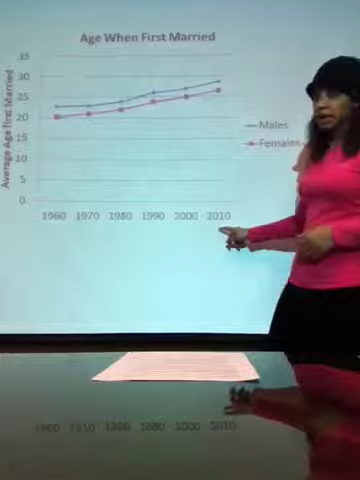 Age When First Married
Average Age First Married
35
30
25
20
15
10
5
0
1960 1970 1980 1990 2000 2010
Males
Females